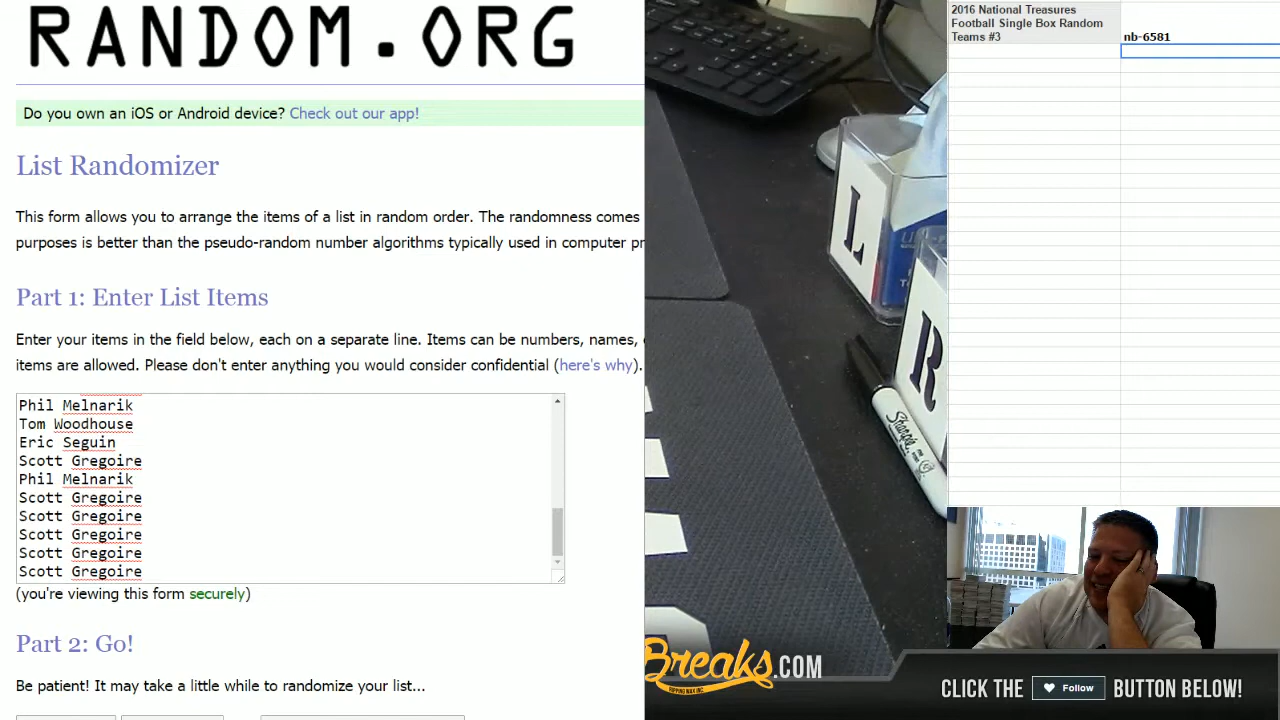 RANDOM.ORG
Do you own an iOS or Android device? Check out our app!
List Randomizer
This form allows you to arrange the items of a list in random order. The randomness comes
purposes is better than the pseudo-random number algorithms typically used in computer pr
Part 1: Enter List Items
Enter your items in the field below, each on a separate line. Items can be numbers, names,
items are allowed. Please don't enter anything you would consider confidential (here's why).
Phil Melnarik
Tom Woodhouse
Eric Seguin
Scott Gregoire
Phil Melnarik
Scott Gregoire
Scott Gregoire
Scott Gregoire
Scott Gregoire
Scott Gregoire
(you're viewing this form securely)
Part 2: Go!
Be patient! It may take a little while to randomize your list...
L
R
Sharpie
2016 National Treasures
Football Single Box Random
Teams #3
nb-6581
Breaks.COM
RIPPING WAX INC.
CLICK THE Follow BUTTON BELOW!